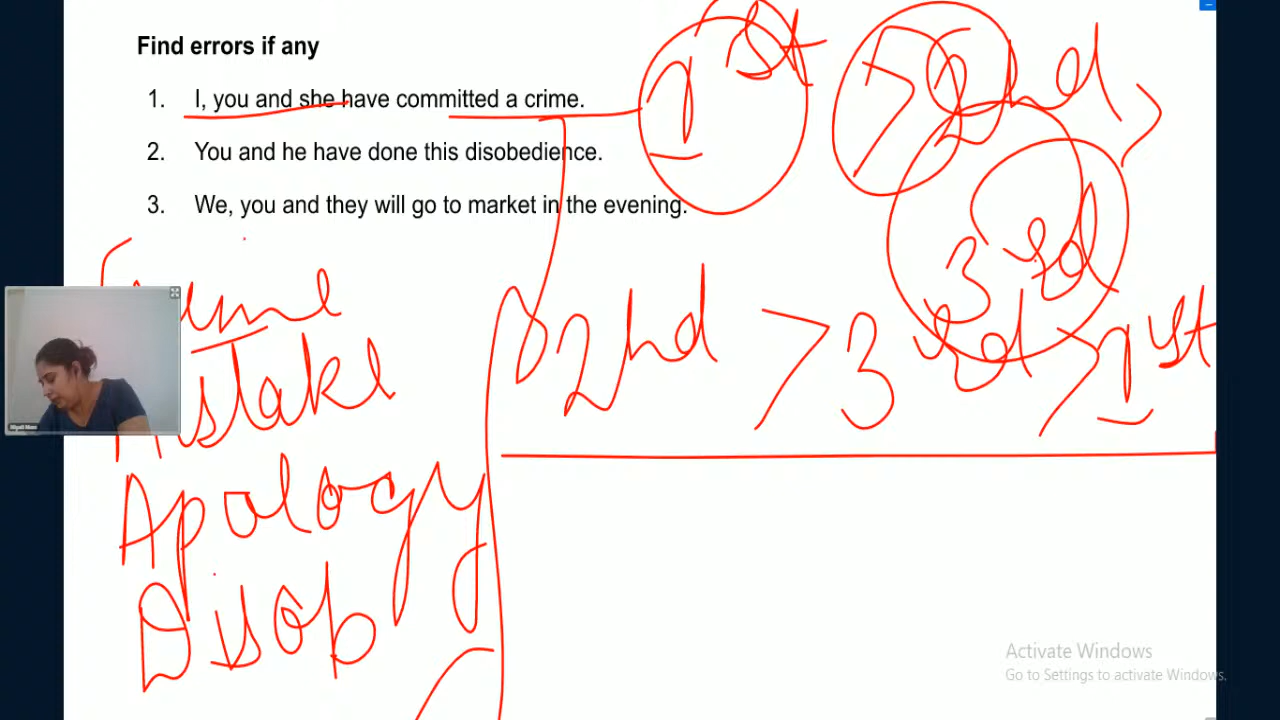 Find errors if any
1. I, you and she have committed a crime.
2. You and he have done this disobedience.
3. We, you and they will go to market in the evening.
1st > 2nd >
3rd
Crime
Mistake
Apology
Disob
2nd > 3rd > 1st
Activate Windows
Go to Settings to activate Windows.